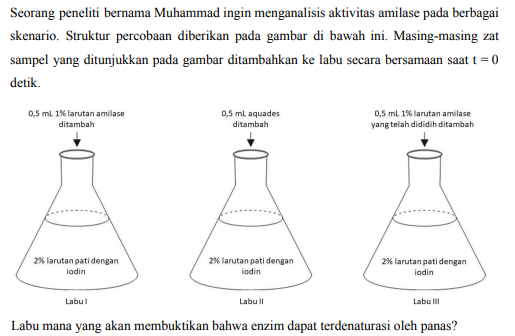 Seorang peneliti bernama Muhammad ingin menganalisis aktivitas amilase pada berbagai
skenario. Struktur percobaan diberikan pada gambar di bawah ini. Masing-masing zat
sampel yang ditunjukkan pada gambar ditambahkan ke labu secara bersamaan saat t = 0
detik.
0,5 mL 1% larutan amilase
ditambah
0,5 mL aquades
ditambah
0,5 mL 1% larutan amilase
yang telah dididih ditambah
2% larutan pati dengan
iodin
2% larutan pati dengan
iodin
2% larutan pati dengan
iodin
Labu I
Labu II
Labu III
Labu mana yang akan membuktikan bahwa enzim dapat terdenaturasi oleh panas?